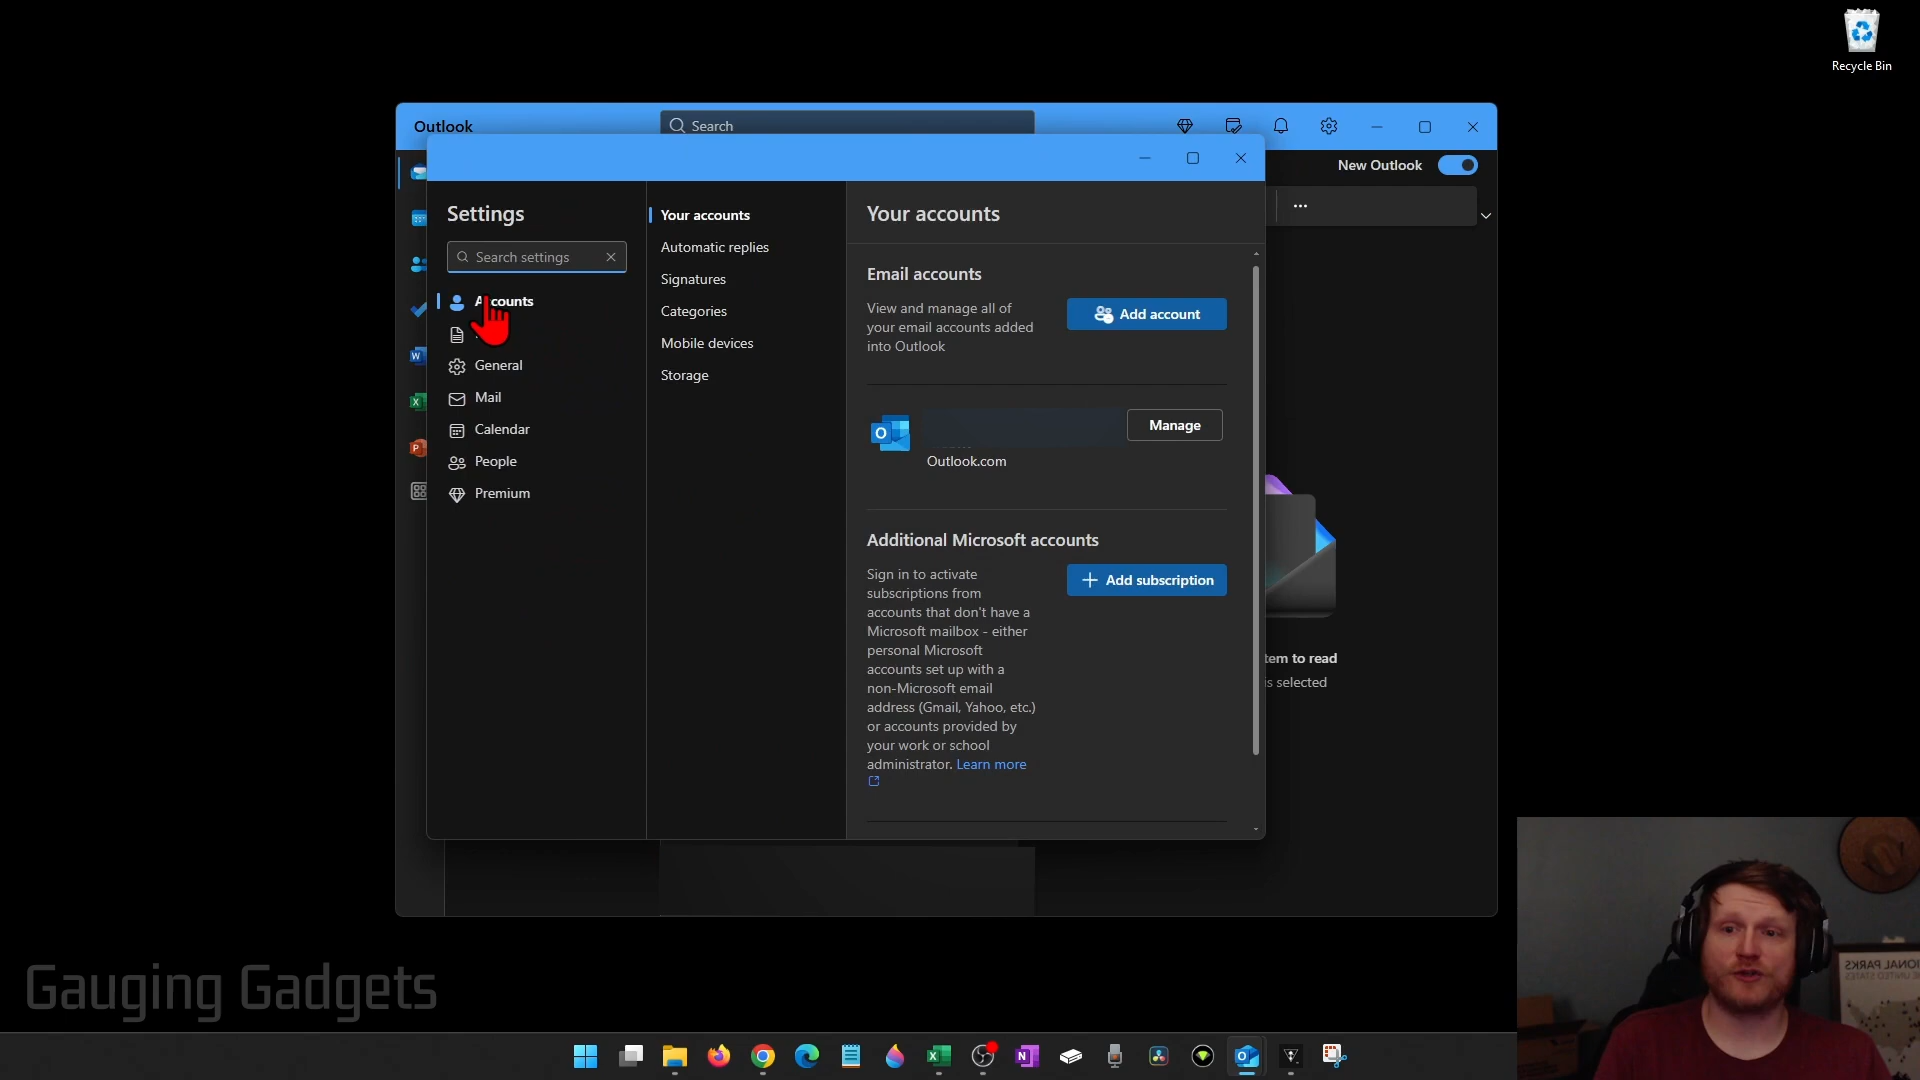 Recycle Bin
Outlook
Search
New Outlook
Settings
Search settings
Accounts
General
Mail
Calendar
People
Premium
Your accounts
Automatic replies
Signatures
Categories
Mobile devices
Storage
Your accounts
Email accounts
View and manage all of
your email accounts added
into Outlook
Add account
Manage
Outlook.com
Additional Microsoft accounts
Sign in to activate
subscriptions from
accounts that don't have a
Microsoft mailbox - either
personal Microsoft
accounts set up with a
non-Microsoft email
address (Gmail, Yahoo, etc.)
or accounts provided by
your work or school
administrator. Learn more
Add subscription
tem to read
is selected
Gauging Gadgets